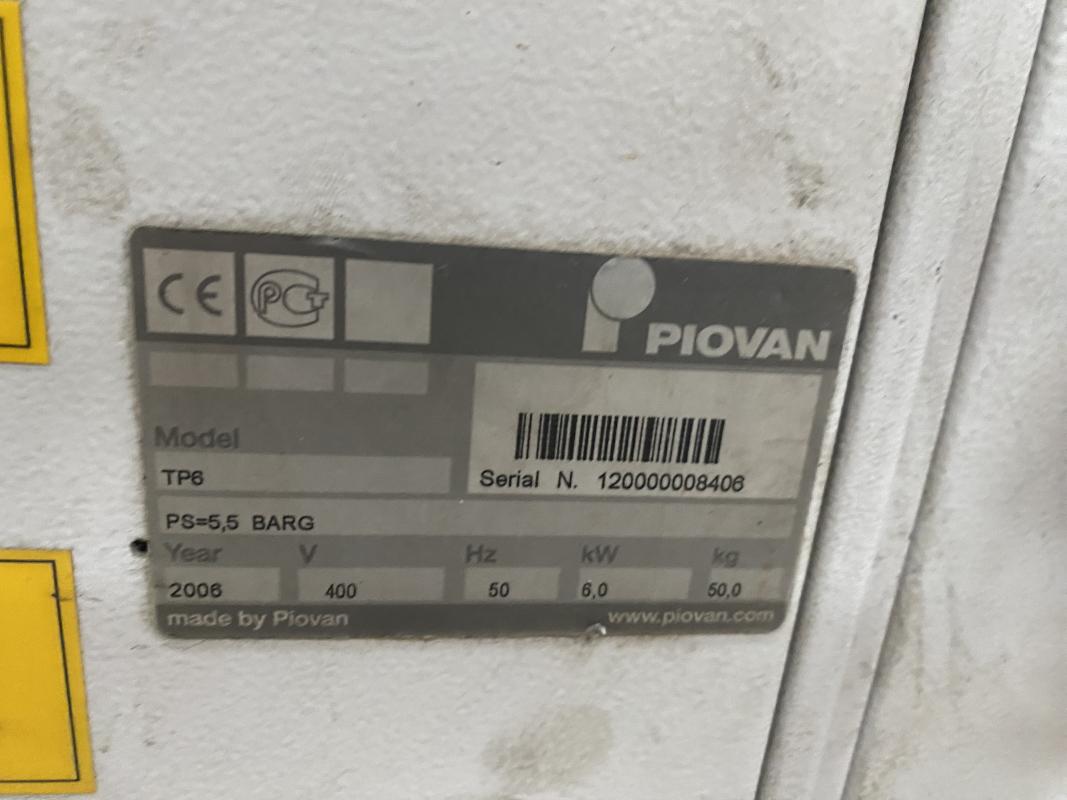 CE PCT
PIOVAN
Model
TP6
Serial N. 120000008406
PS=5,5 BARG
Year V Hz kW kg
2006 400 50 6,0 50,0
made by Piovan www.piovan.com